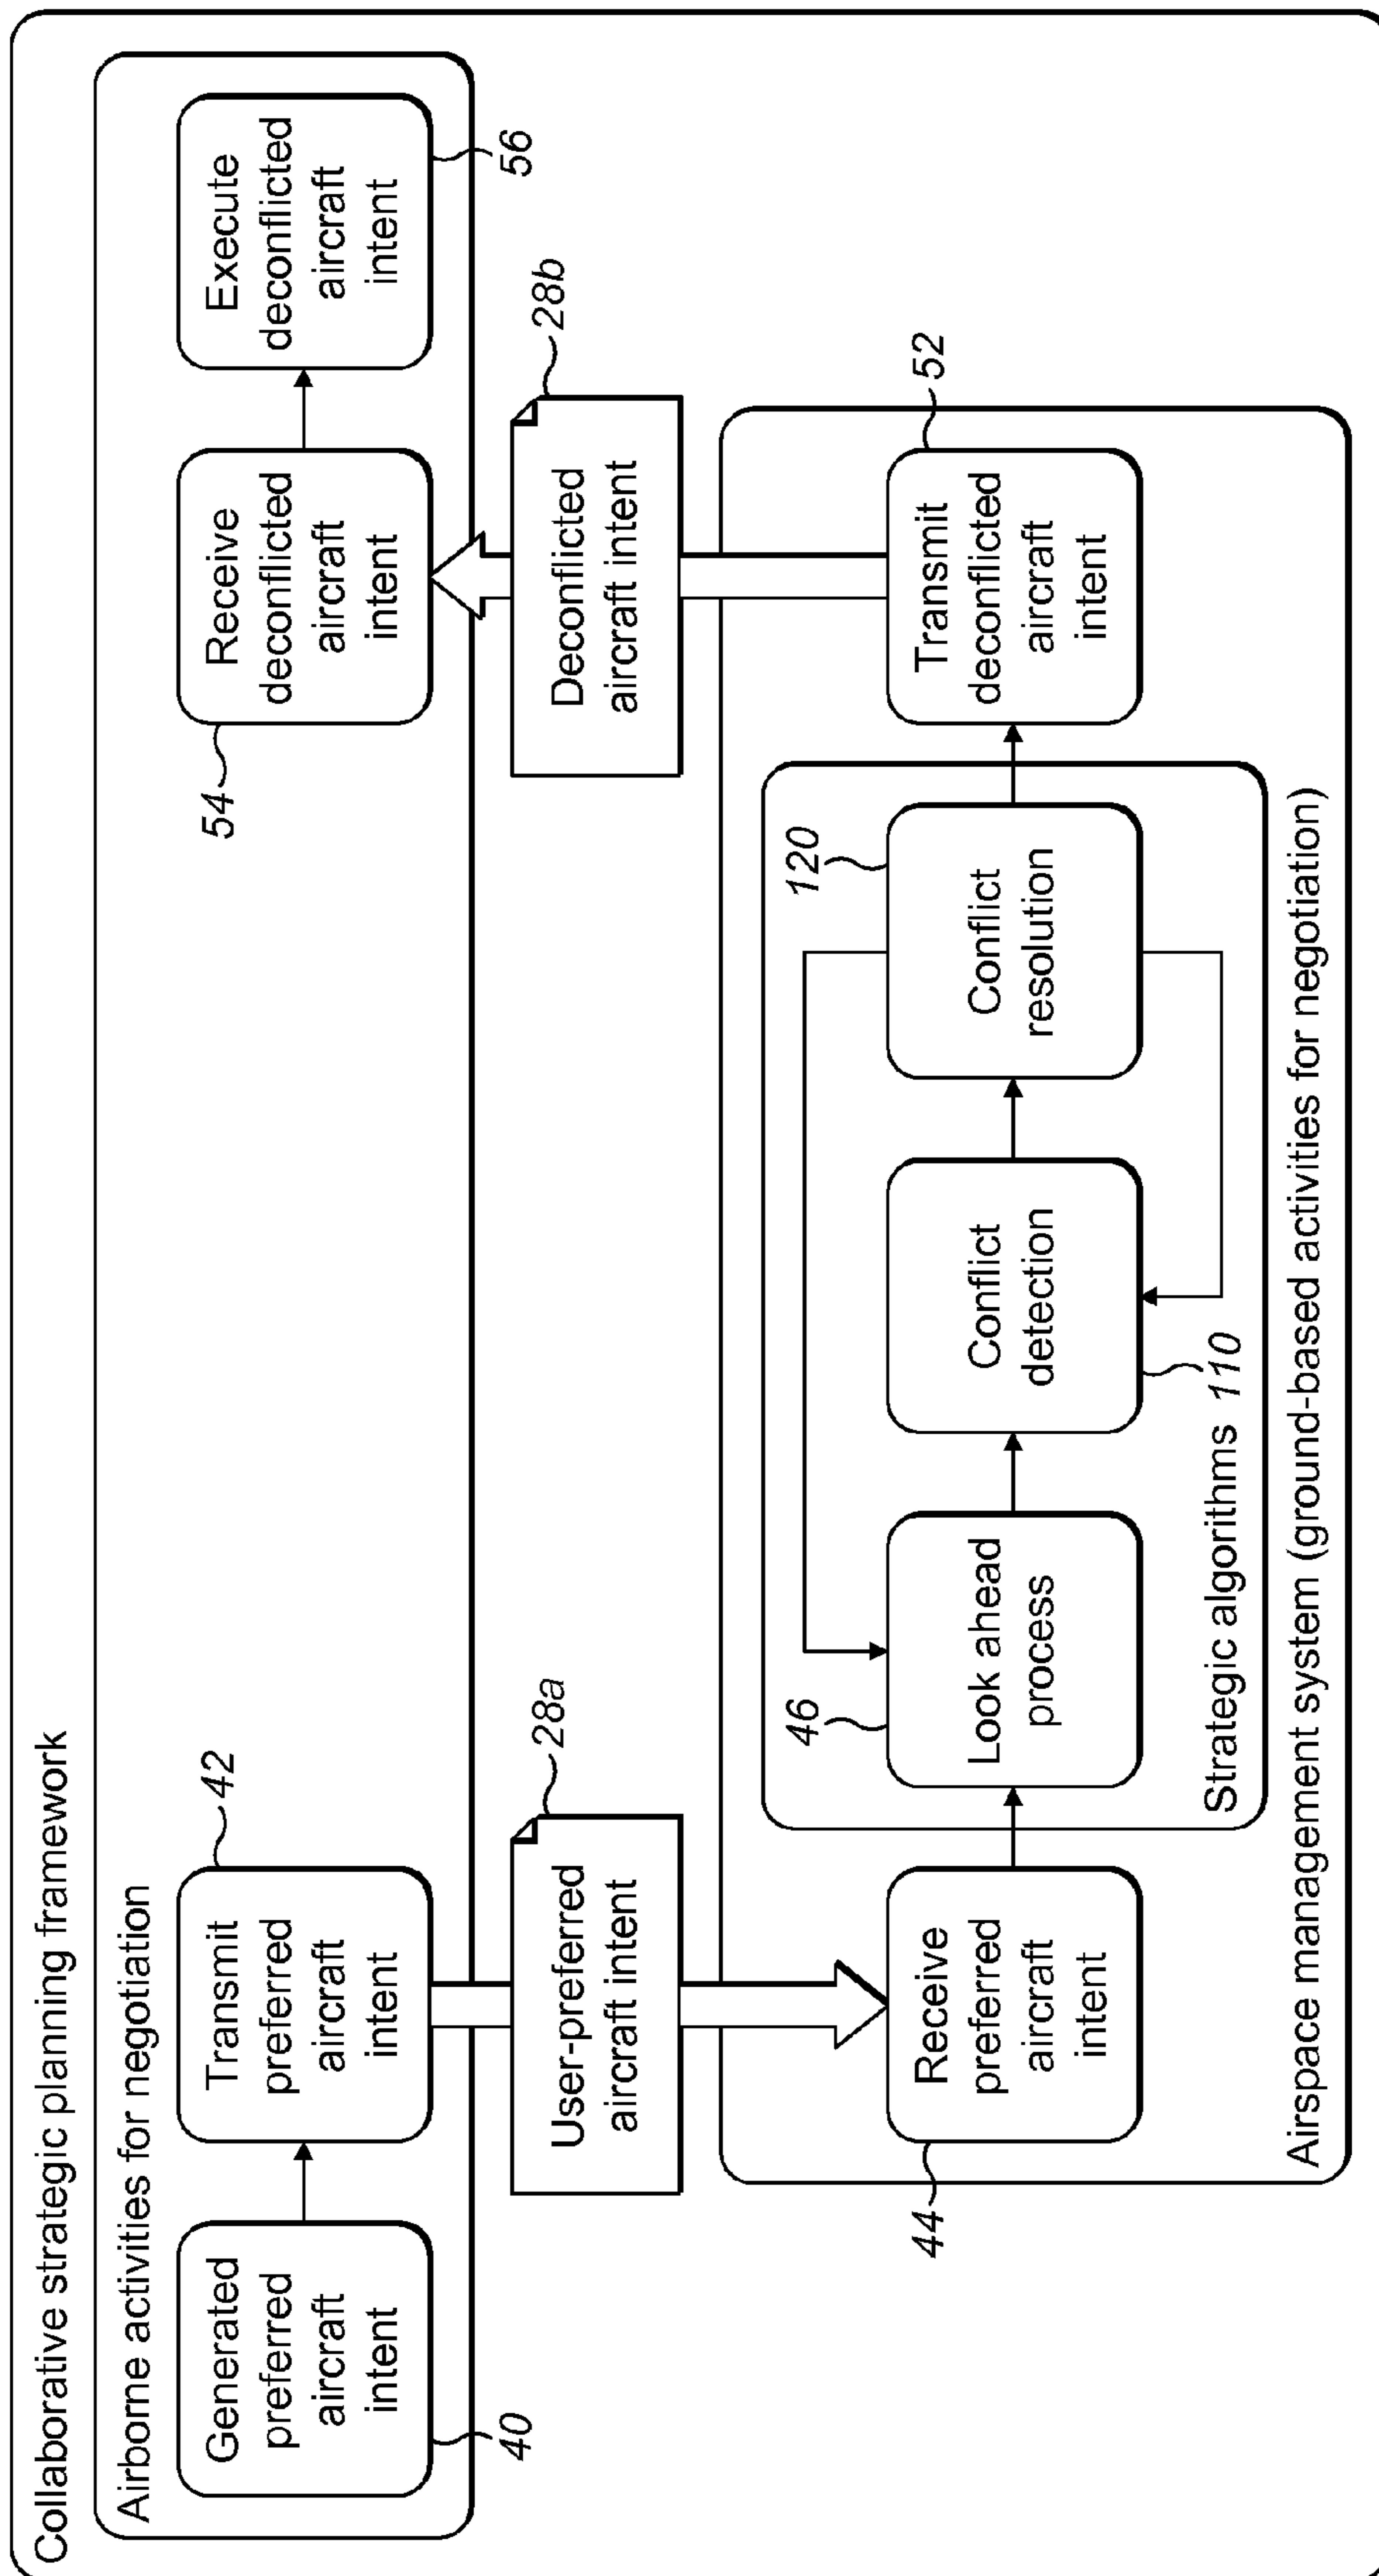 Collaborative strategic planning framework
Airborne activities for negotiation
Generated
preferred
aircraft
intent
40
Transmit
preferred
aircraft
intent
42
Receive
deconflicted
aircraft
intent
54
Execute
deconflicted
aircraft
intent
56
User-preferred
aircraft intent
28a
Deconflicted
aircraft intent
28b
Receive
preferred
aircraft
intent
44
Look ahead
process
46
Conflict
detection
110
Conflict
resolution
120
Transmit
deconflicted
aircraft
intent
52
Strategic algorithms
Airspace management system (ground-based activities for negotiation)